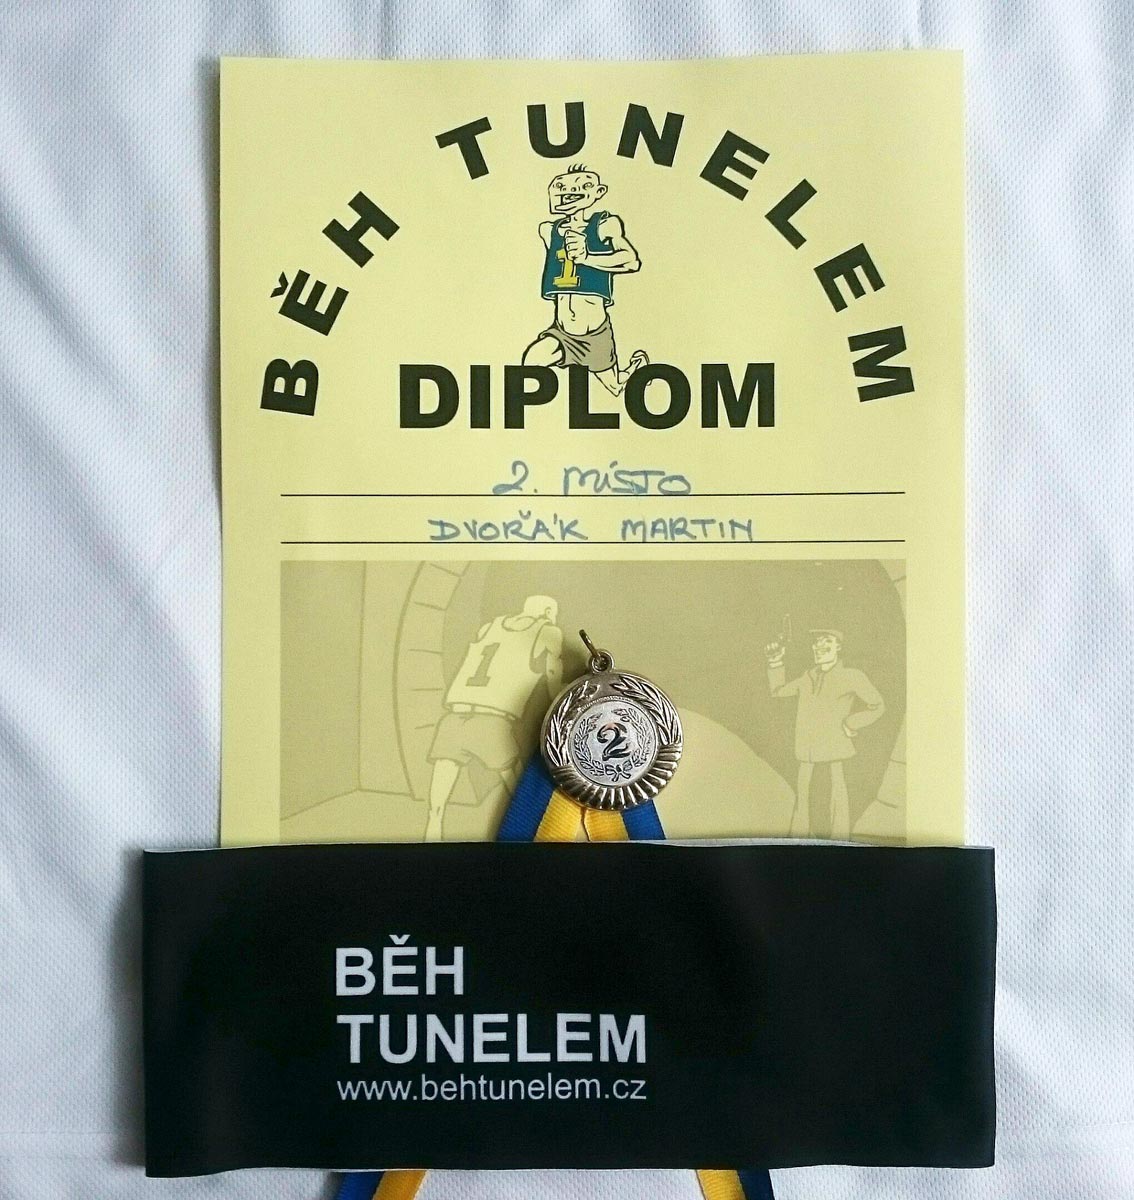 BĚH TUNELEM
1
DIPLOM
2. MÍSTO
DVOŘÁK MARTIN
1
2
BĚH
TUNELEM
www.behtunelem.cz